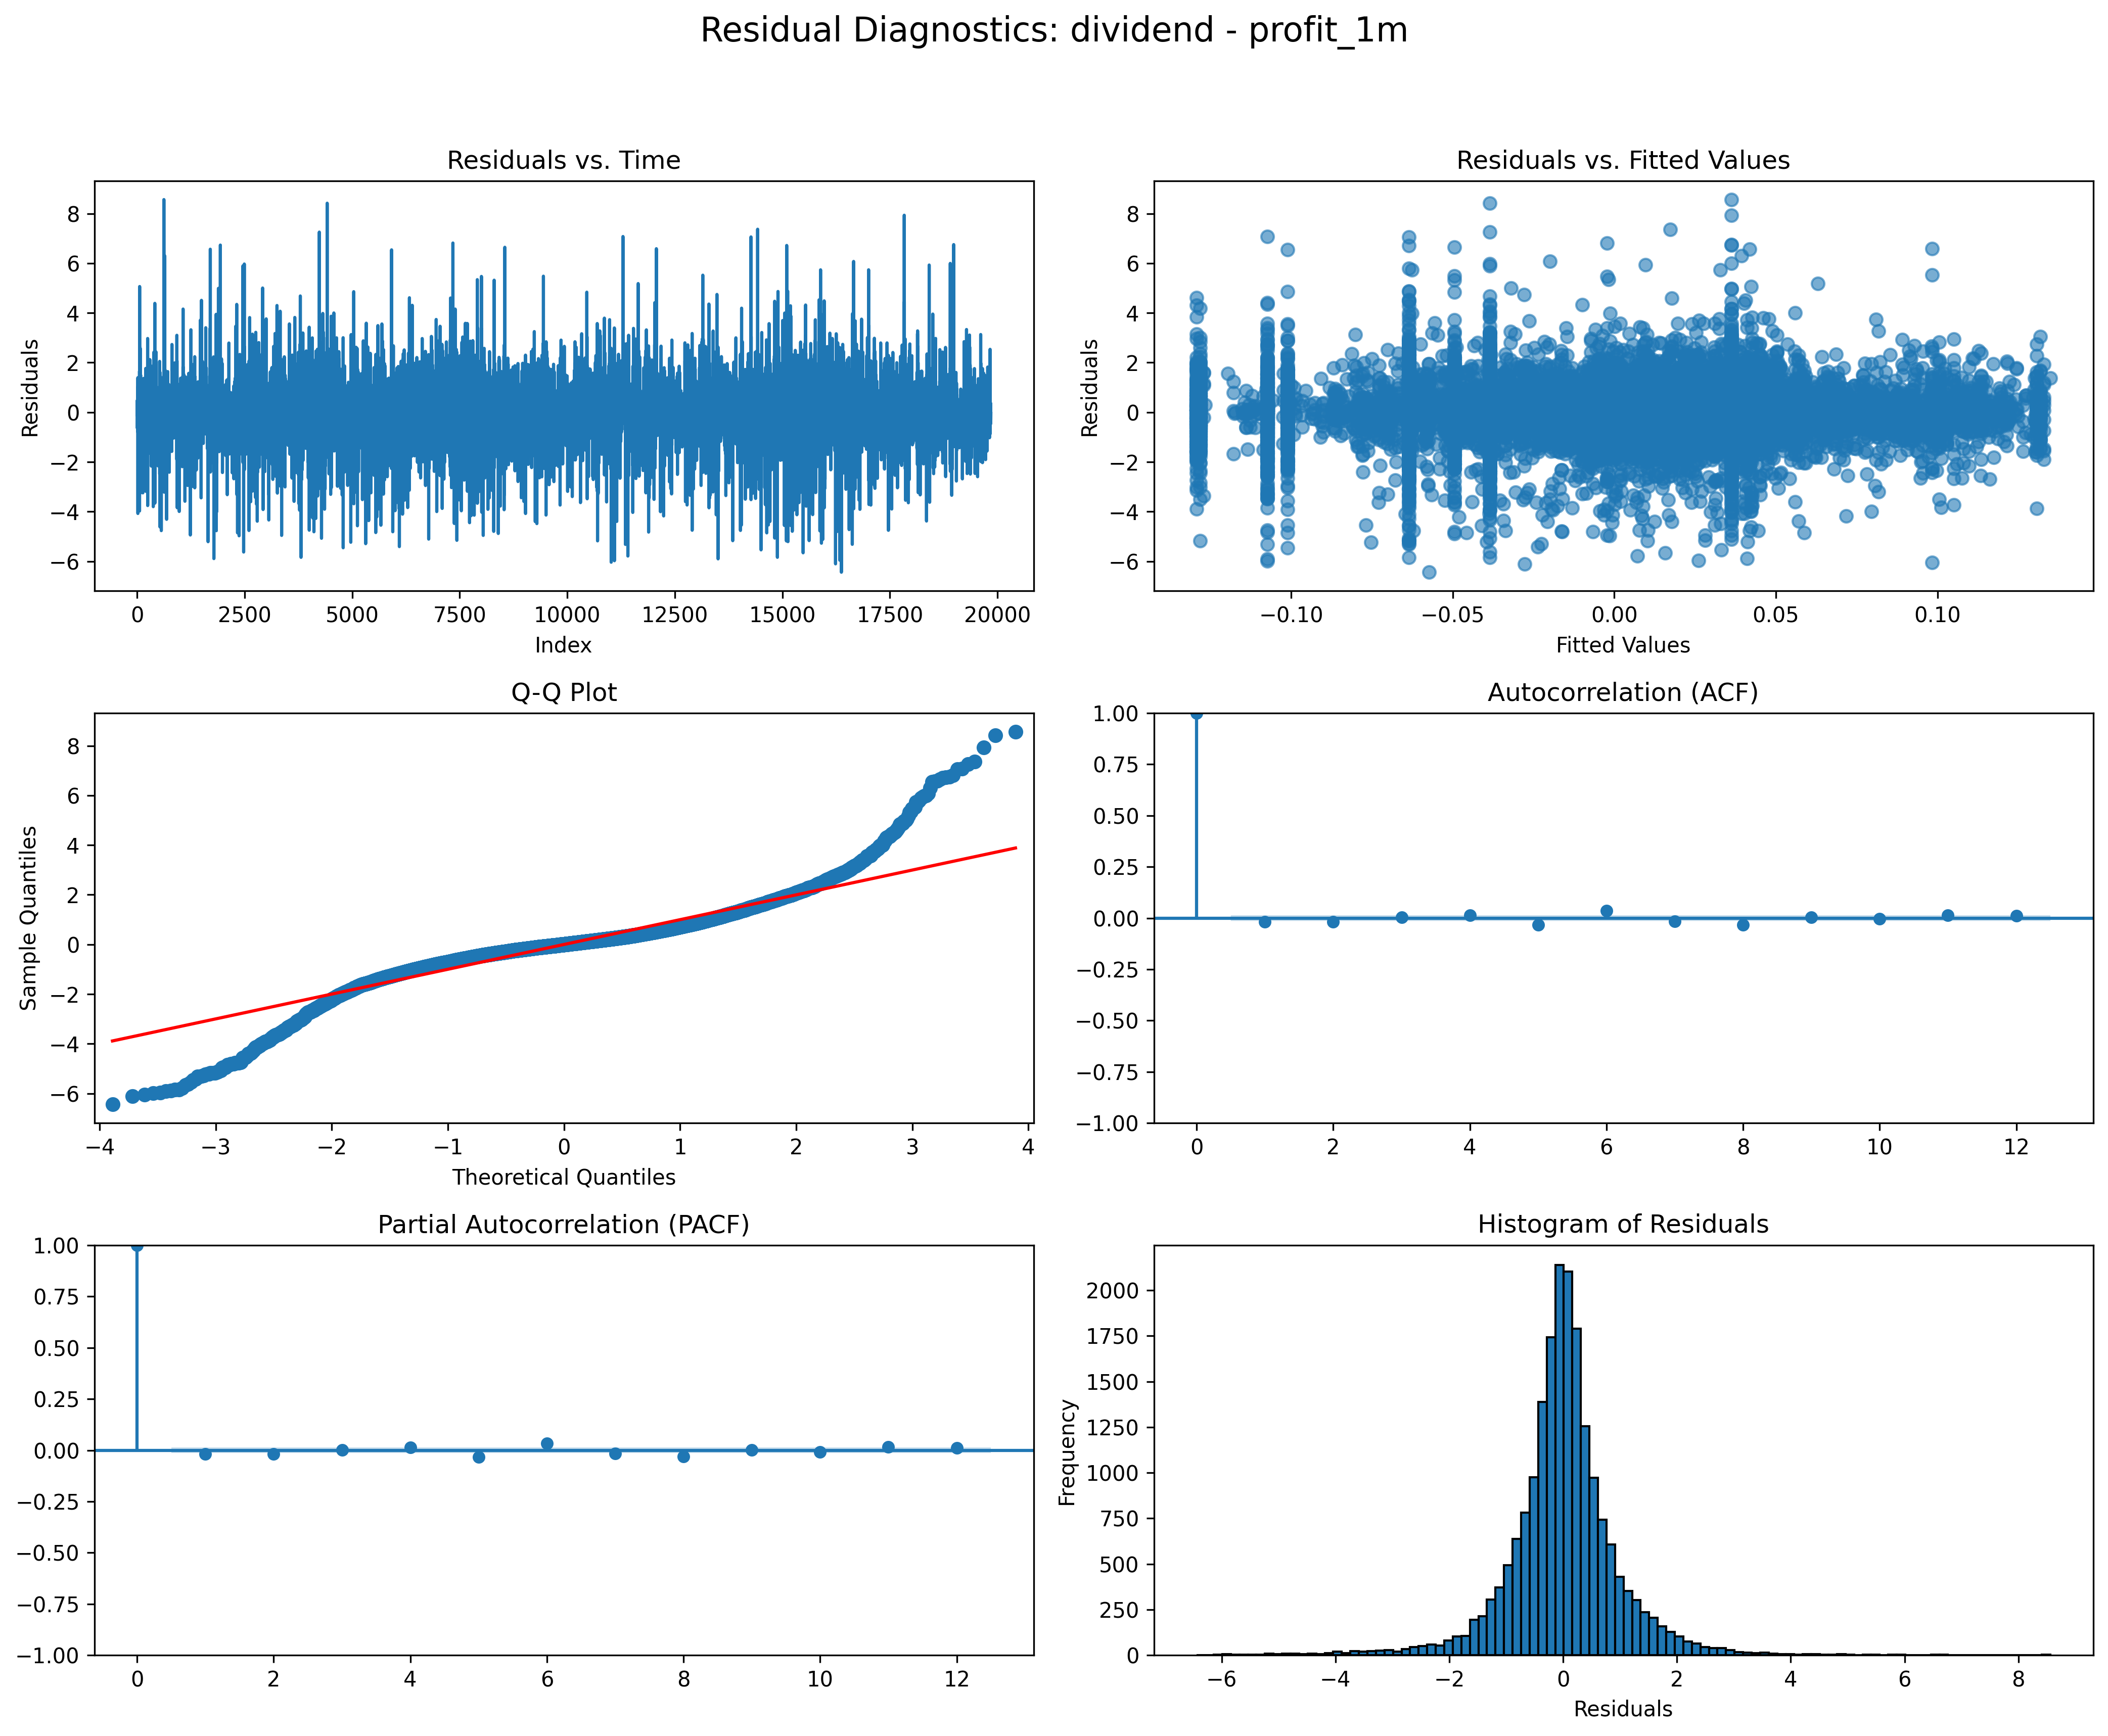 Residual Diagnostics: dividend - profit_1m
Residuals vs. Time
8
6
4
2
0
−2
−4
−6
Residuals
0 2500 5000 7500 10000 12500 15000 17500 20000
Index
Residuals vs. Fitted Values
8
6
4
2
0
−2
−4
−6
Residuals
−0.10 −0.05 0.00 0.05 0.10
Fitted Values
Q-Q Plot
8
6
4
2
0
−2
−4
−6
Sample Quantiles
−4 −3 −2 −1 0 1 2 3 4
Theoretical Quantiles
Autocorrelation (ACF)
1.00
0.75
0.50
0.25
0.00
−0.25
−0.50
−0.75
−1.00
0 2 4 6 8 10 12
Partial Autocorrelation (PACF)
1.00
0.75
0.50
0.25
0.00
−0.25
−0.50
−0.75
−1.00
0 2 4 6 8 10 12
Histogram of Residuals
2000
1750
1500
1250
1000
750
500
250
0
Frequency
−6 −4 −2 0 2 4 6 8
Residuals